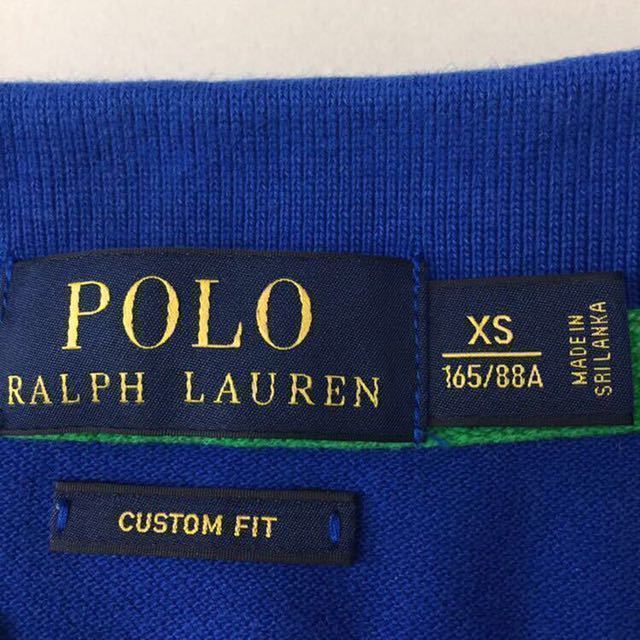 POLO
RALPH LAUREN
XS
165/88A
MADE IN
SRI LANKA
CUSTOM FIT